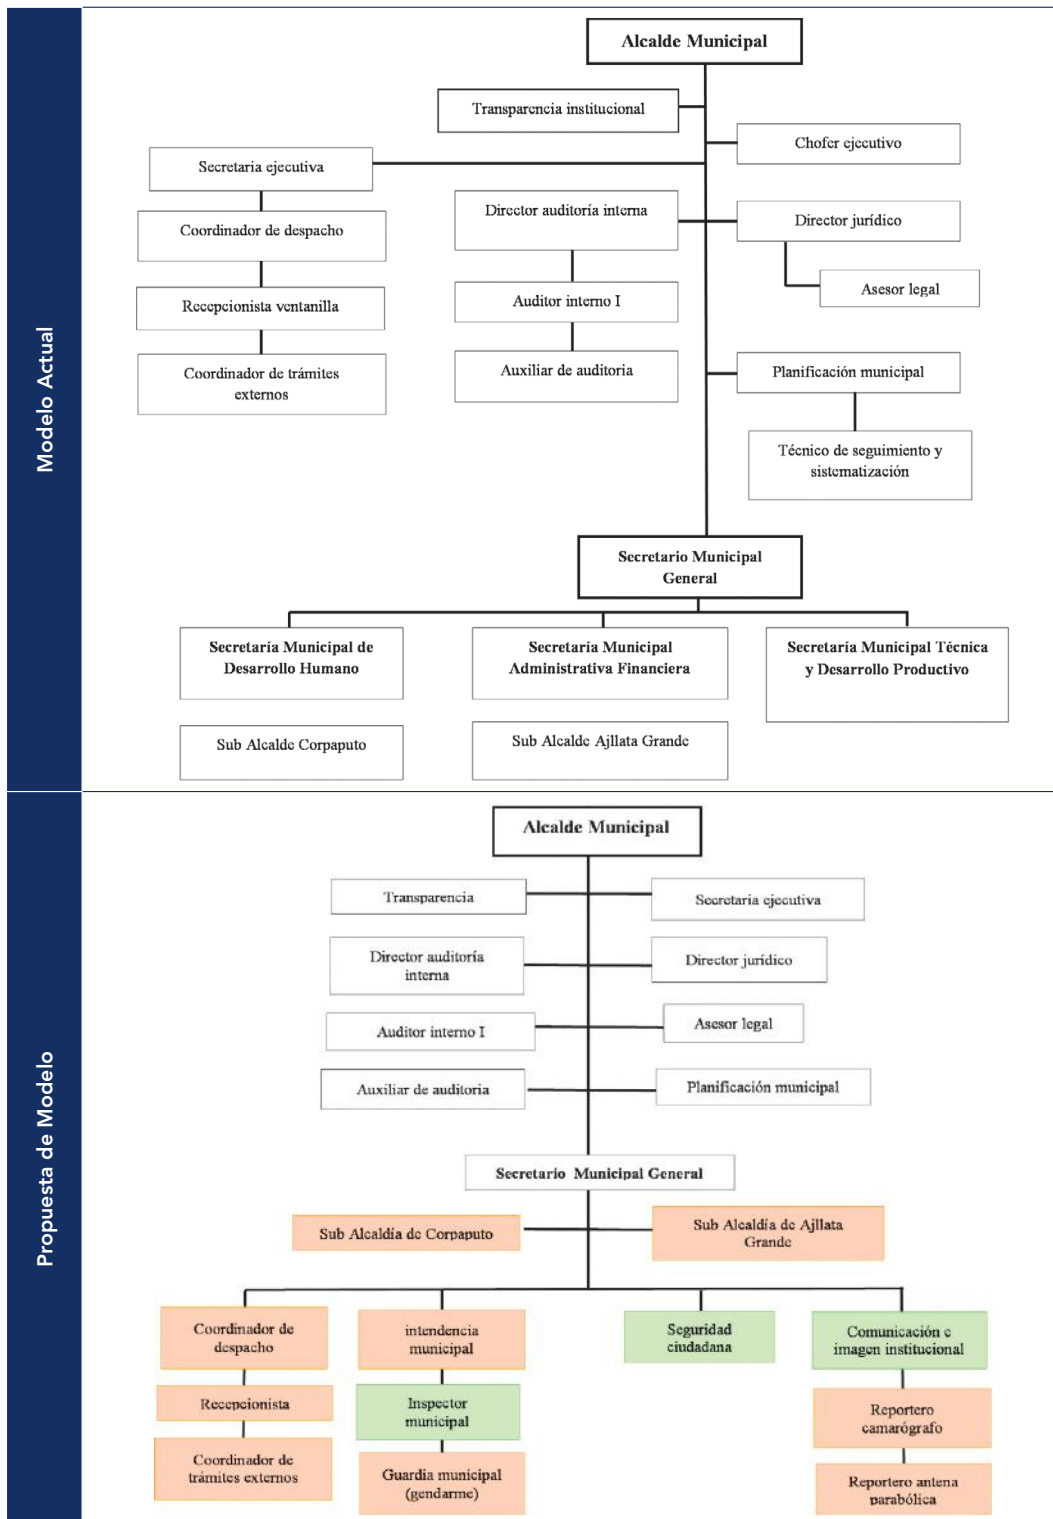 Modelo Actual
Alcalde Municipal
Transparencia institucional
Chofer ejecutivo
Secretaria ejecutiva
Director auditoría interna
Director jurídico
Coordinador de despacho
Asesor legal
Recepcionista ventanilla
Auditor interno I
Coordinador de trámites
externos
Auxiliar de auditoria
Planificación municipal
Técnico de seguimiento y
sistematización
Secretario Municipal
General
Secretaría Municipal de
Desarrollo Humano
Secretaría Municipal
Administrativa Financiera
Secretaría Municipal Técnica
y Desarrollo Productivo
Sub Alcalde Corpaputo
Sub Alcalde Ajllata Grande
Propuesta de Modelo
Alcalde Municipal
Transparencia
Secretaria ejecutiva
Director auditoría
interna
Director jurídico
Auditor interno I
Asesor legal
Auxiliar de auditoria
Planificación municipal
Secretario Municipal General
Sub Alcaldía de Corpaputo
Sub Alcaldía de Ajllata
Grande
Coordinador de
despacho
intendencia
municipal
Seguridad
ciudadana
Comunicación e
imagen institucional
Recepcionista
Inspector
municipal
Reportero
camarógrafo
Coordinador de
trámites externos
Guardia municipal
(gendarme)
Reportero antena
parabólica